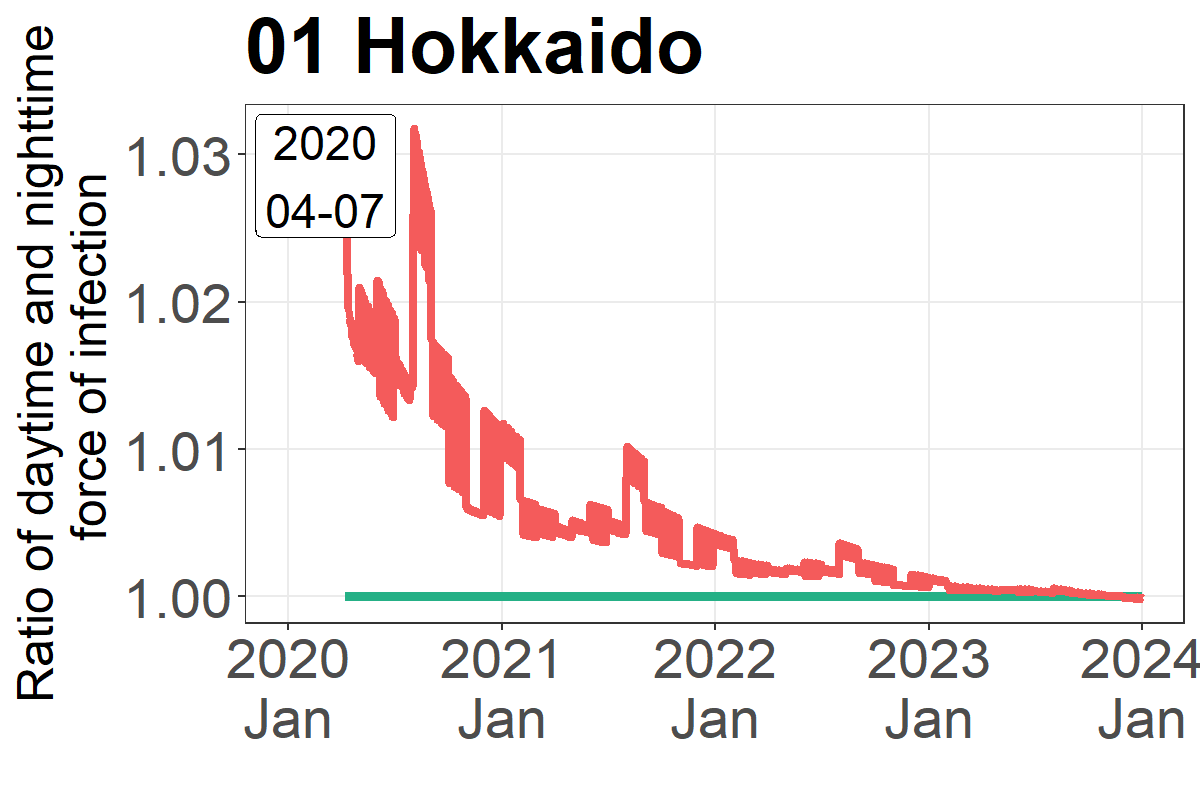 01 Hokkaido
Ratio of daytime and nighttime
force of infection
2020
04-07
1.03
1.02
1.01
1.00
2020
Jan
2021
Jan
2022
Jan
2023
Jan
2024
Jan